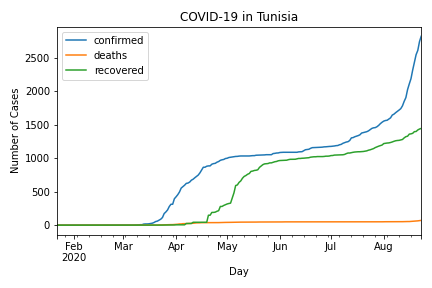 COVID-19 in Tunisia
confirmed
deaths
recovered
Number of Cases
2500
2000
1500
1000
500
0
Feb Mar Apr May Jun Jul Aug
2020
Day